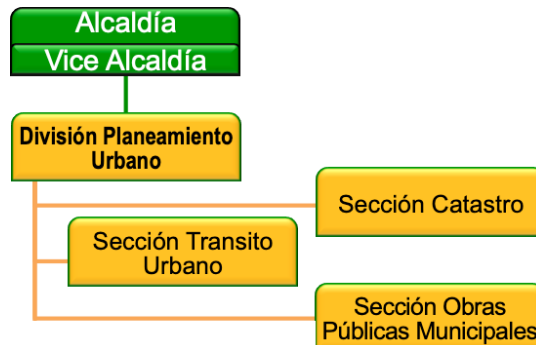 Alcaldía
Vice Alcaldía
División Planeamiento
Urbano
Sección Catastro
Sección Transito
Urbano
Sección Obras
Públicas Municipales